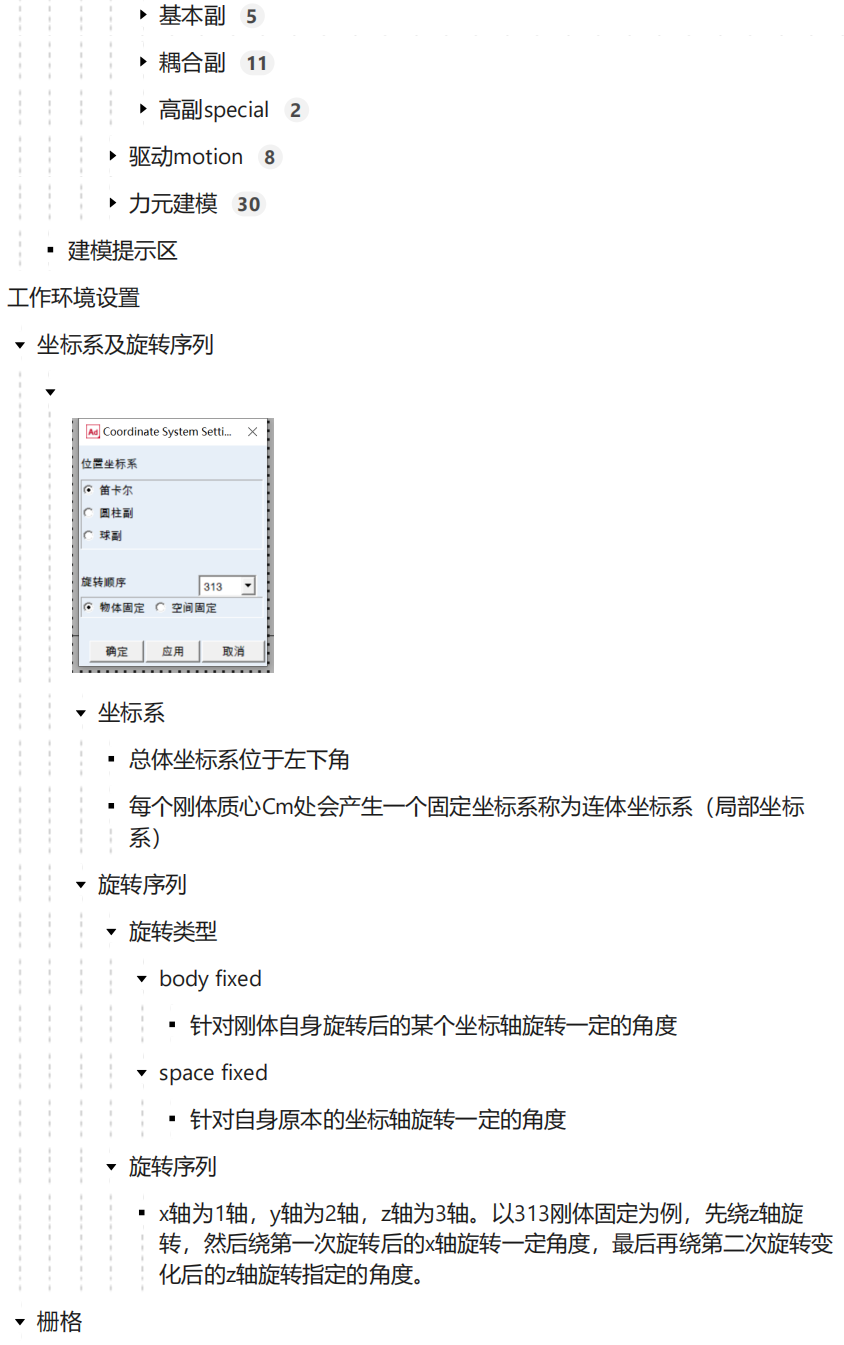 基本副 5
耦合副 11
高副special 2
驱动motion 8
力元建模 30
建模提示区
工作环境设置
坐标系及旋转序列
Ad Coordinate System Setti...
位置坐标系
笛卡尔
圆柱副
球副
旋转顺序 313
物体固定 空间固定
确定 应用 取消
坐标系
总体坐标系位于左下角
每个刚体质心Cm处会产生一个固定坐标系称为连体坐标系（局部坐标
系）
旋转序列
旋转类型
body fixed
针对刚体自身旋转后的某个坐标轴旋转一定的角度
space fixed
针对自身原本的坐标轴旋转一定的角度
旋转序列
x轴为1轴，y轴为2轴，z轴为3轴。以313刚体固定为例，先绕z轴旋
转，然后绕第一次旋转后的x轴旋转一定角度，最后再绕第二次旋转变
化后的z轴旋转指定的角度。
栅格